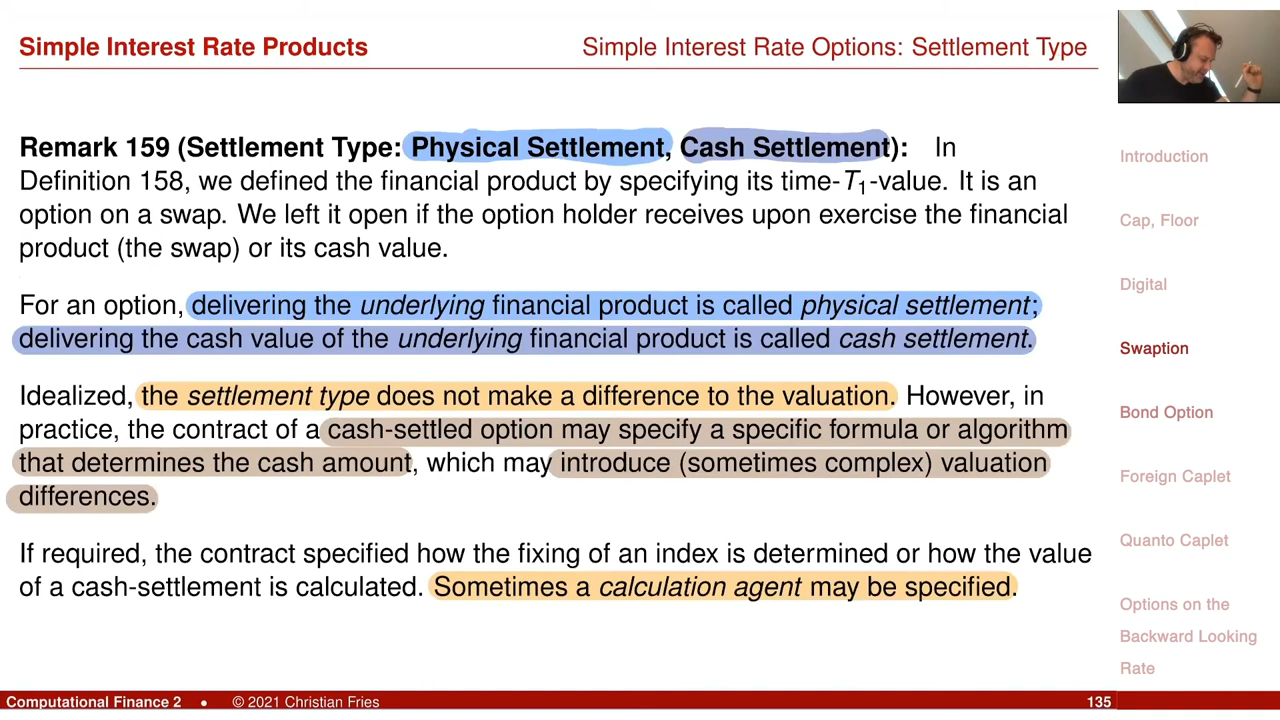 Simple Interest Rate Products
Simple Interest Rate Options: Settlement Type
Remark 159 (Settlement Type: Physical Settlement, Cash Settlement): In
Definition 158, we defined the financial product by specifying its time-T₁-value. It is an
option on a swap. We left it open if the option holder receives upon exercise the financial
product (the swap) or its cash value.
For an option, delivering the underlying financial product is called physical settlement;
delivering the cash value of the underlying financial product is called cash settlement.
Idealized, the settlement type does not make a difference to the valuation. However, in
practice, the contract of a cash-settled option may specify a specific formula or algorithm
that determines the cash amount, which may introduce (sometimes complex) valuation
differences.
If required, the contract specified how the fixing of an index is determined or how the value
of a cash-settlement is calculated. Sometimes a calculation agent may be specified.
Introduction
Cap, Floor
Digital
Swaption
Bond Option
Foreign Caplet
Quanto Caplet
Options on the
Backward Looking
Rate
Computational Finance 2 • © 2021 Christian Fries
135